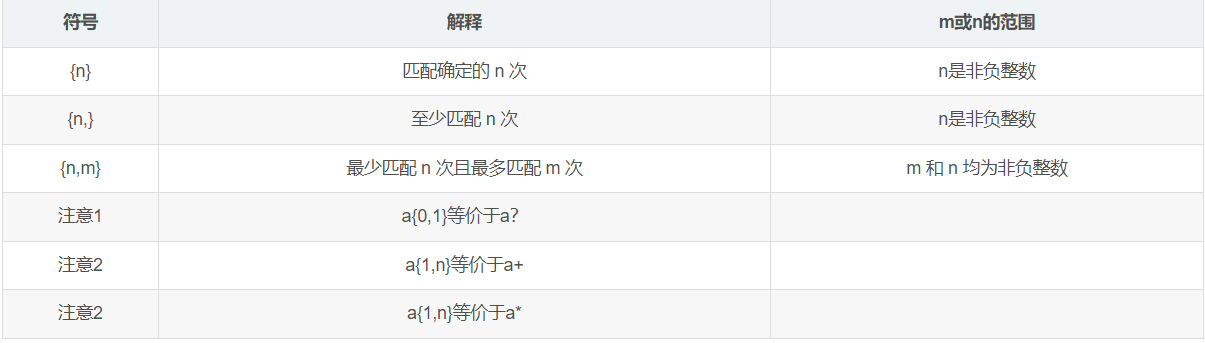 符号 解释 m或n的范围
{n} 匹配确定的 n 次 n是非负整数
{n,} 至少匹配 n 次 n是非负整数
{n,m} 最少匹配 n 次且最多匹配 m 次 m 和 n 均为非负整数
注意1 a{0,1}等价于a?
注意2 a{1,n}等价于a+
注意2 a{1,n}等价于a*